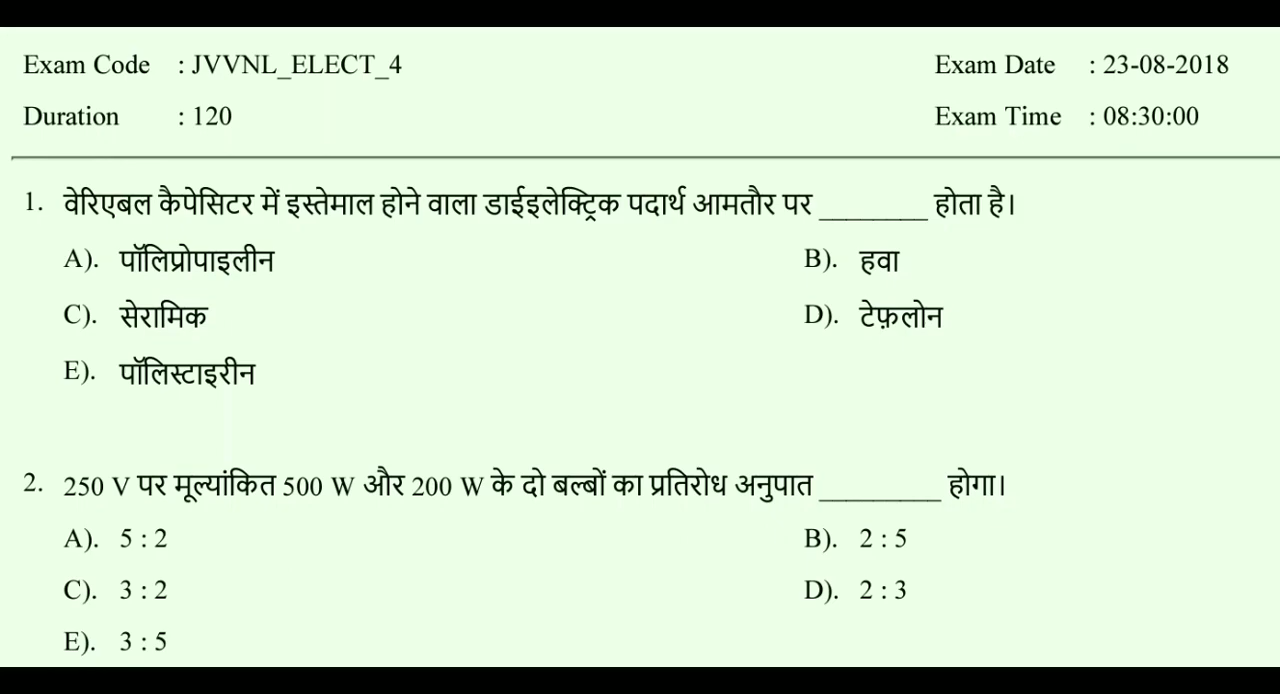 Exam Code : JVVNL_ELECT_4 Exam Date : 23-08-2018
Duration : 120 Exam Time : 08:30:00
1. वेरिएबल कैपेसिटर में इस्तेमाल होने वाला डाईइलेक्ट्रिक पदार्थ आमतौर पर ________ होता है।
A). पॉलिप्रोपाइलीन B). हवा
C). सेरामिक D). टेफ़लोन
E). पॉलिस्टाइरीन
2. 250 V पर मूल्यांकित 500 W और 200 W के दो बल्बों का प्रतिरोध अनुपात _________ होगा।
A). 5 : 2 B). 2 : 5
C). 3 : 2 D). 2 : 3
E). 3 : 5